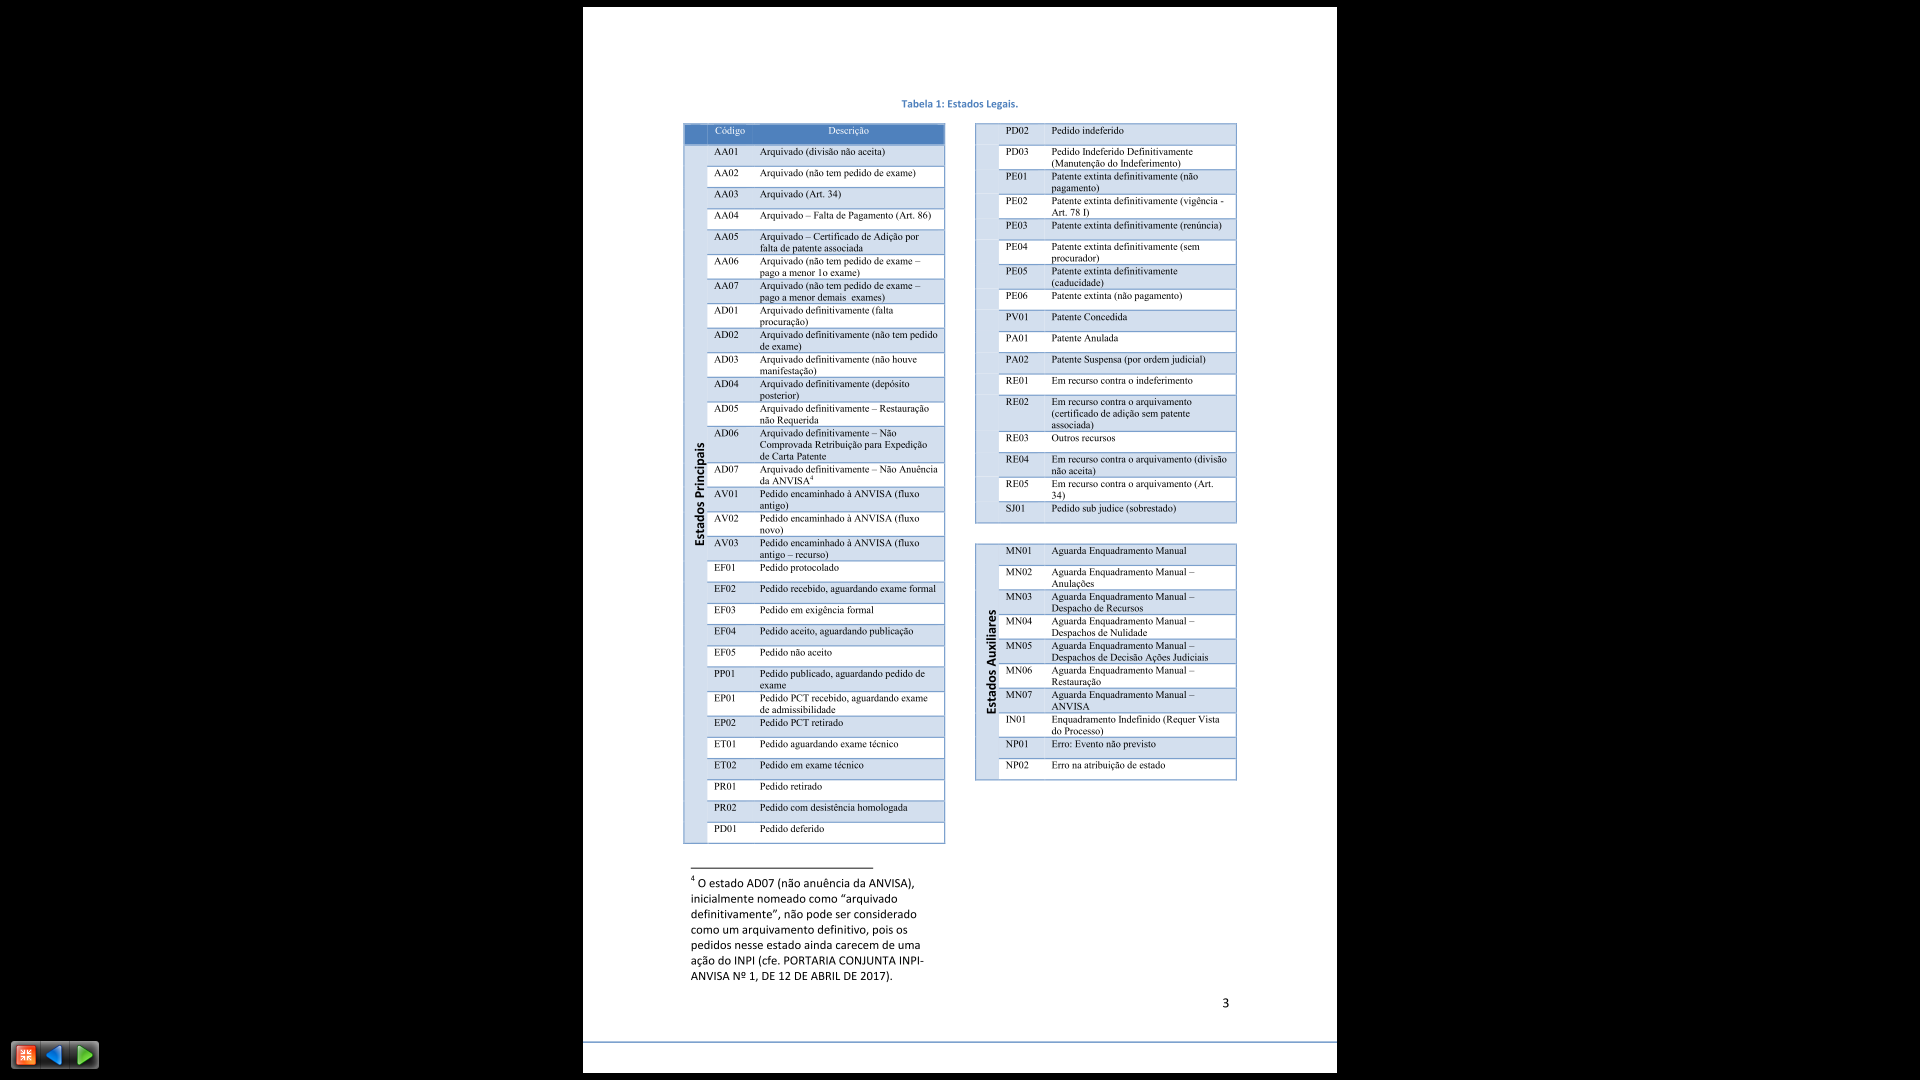 Tabela 1: Estados Legais.
Código Descrição
Estados Principais
AA01 Arquivado (divisão não aceita)
AA02 Arquivado (não tem pedido de exame)
AA03 Arquivado (Art. 34)
AA04 Arquivado – Falta de Pagamento (Art. 86)
AA05 Arquivado – Certificado de Adição por
falta de patente associada
AA06 Arquivado (não tem pedido de exame –
pago a menor 1o exame)
AA07 Arquivado (não tem pedido de exame –
pago a menor demais exames)
AD01 Arquivado definitivamente (falta
procuração)
AD02 Arquivado definitivamente (não tem pedido
de exame)
AD03 Arquivado definitivamente (não houve
manifestação)
AD04 Arquivado definitivamente (depósito
posterior)
AD05 Arquivado definitivamente – Restauração
não Requerida
AD06 Arquivado definitivamente – Não
Comprovada Retribuição para Expedição
de Carta Patente
AD07 Arquivado definitivamente – Não Anuência
da ANVISA⁴
AV01 Pedido encaminhado à ANVISA (fluxo
antigo)
AV02 Pedido encaminhado à ANVISA (fluxo
novo)
AV03 Pedido encaminhado à ANVISA (fluxo
antigo – recurso)
EF01 Pedido protocolado
EF02 Pedido recebido, aguardando exame formal
EF03 Pedido em exigência formal
EF04 Pedido aceito, aguardando publicação
EF05 Pedido não aceito
PP01 Pedido publicado, aguardando pedido de
exame
EP01 Pedido PCT recebido, aguardando exame
de admissibilidade
EP02 Pedido PCT retirado
ET01 Pedido aguardando exame técnico
ET02 Pedido em exame técnico
PR01 Pedido retirado
PR02 Pedido com desistência homologada
PD01 Pedido deferido
PD02 Pedido indeferido
PD03 Pedido Indeferido Definitivamente
(Manutenção do Indeferimento)
PE01 Patente extinta definitivamente (não
pagamento)
PE02 Patente extinta definitivamente (vigência -
Art. 78 I)
PE03 Patente extinta definitivamente (renúncia)
PE04 Patente extinta definitivamente (sem
procurador)
PE05 Patente extinta definitivamente
(caducidade)
PE06 Patente extinta (não pagamento)
PV01 Patente Concedida
PA01 Patente Anulada
PA02 Patente Suspensa (por ordem judicial)
RE01 Em recurso contra o indeferimento
RE02 Em recurso contra o arquivamento
(certificado de adição sem patente
associada)
RE03 Outros recursos
RE04 Em recurso contra o arquivamento (divisão
não aceita)
RE05 Em recurso contra o arquivamento (Art.
34)
SJ01 Pedido sub judice (sobrestado)
Estados Auxiliares
MN01 Aguarda Enquadramento Manual
MN02 Aguarda Enquadramento Manual –
Anulações
MN03 Aguarda Enquadramento Manual –
Despacho de Recursos
MN04 Aguarda Enquadramento Manual –
Despachos de Nulidade
MN05 Aguarda Enquadramento Manual –
Despachos de Decisão Ações Judiciais
MN06 Aguarda Enquadramento Manual –
Restauração
MN07 Aguarda Enquadramento Manual –
ANVISA
IN01 Enquadramento Indefinido (Requer Vista
do Processo)
NP01 Erro: Evento não previsto
NP02 Erro na atribuição de estado
⁴ O estado AD07 (não anuência da ANVISA),
inicialmente nomeado como “arquivado
definitivamente”, não pode ser considerado
como um arquivamento definitivo, pois os
pedidos nesse estado ainda carecem de uma
ação do INPI (cfe. PORTARIA CONJUNTA INPI-
ANVISA Nº 1, DE 12 DE ABRIL DE 2017).
3